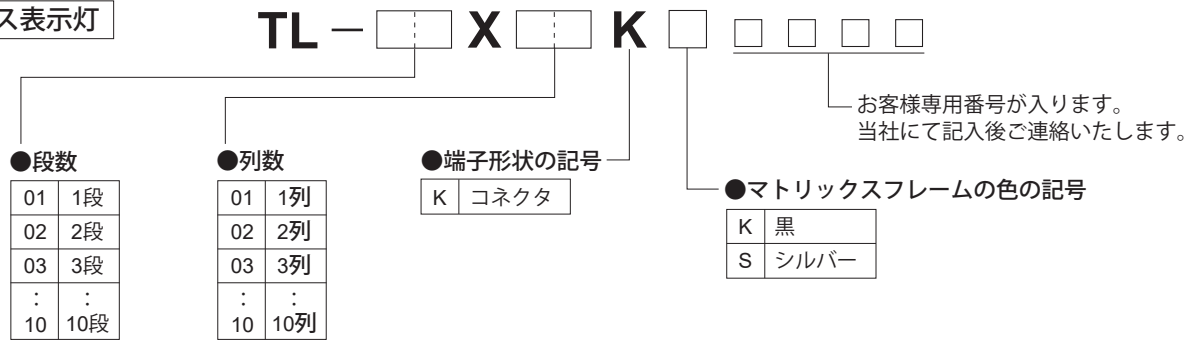 ス表示灯
TL － □□ X □□ K □ □ □ □ □
お客様専用番号が入ります。
当社にて記入後ご連絡いたします。
●段数
01 1段
02 2段
03 3段
： ：
10 10段
●列数
01 1列
02 2列
03 3列
： ：
10 10列
●端子形状の記号
K コネクタ
●マトリックスフレームの色の記号
K 黒
S シルバー